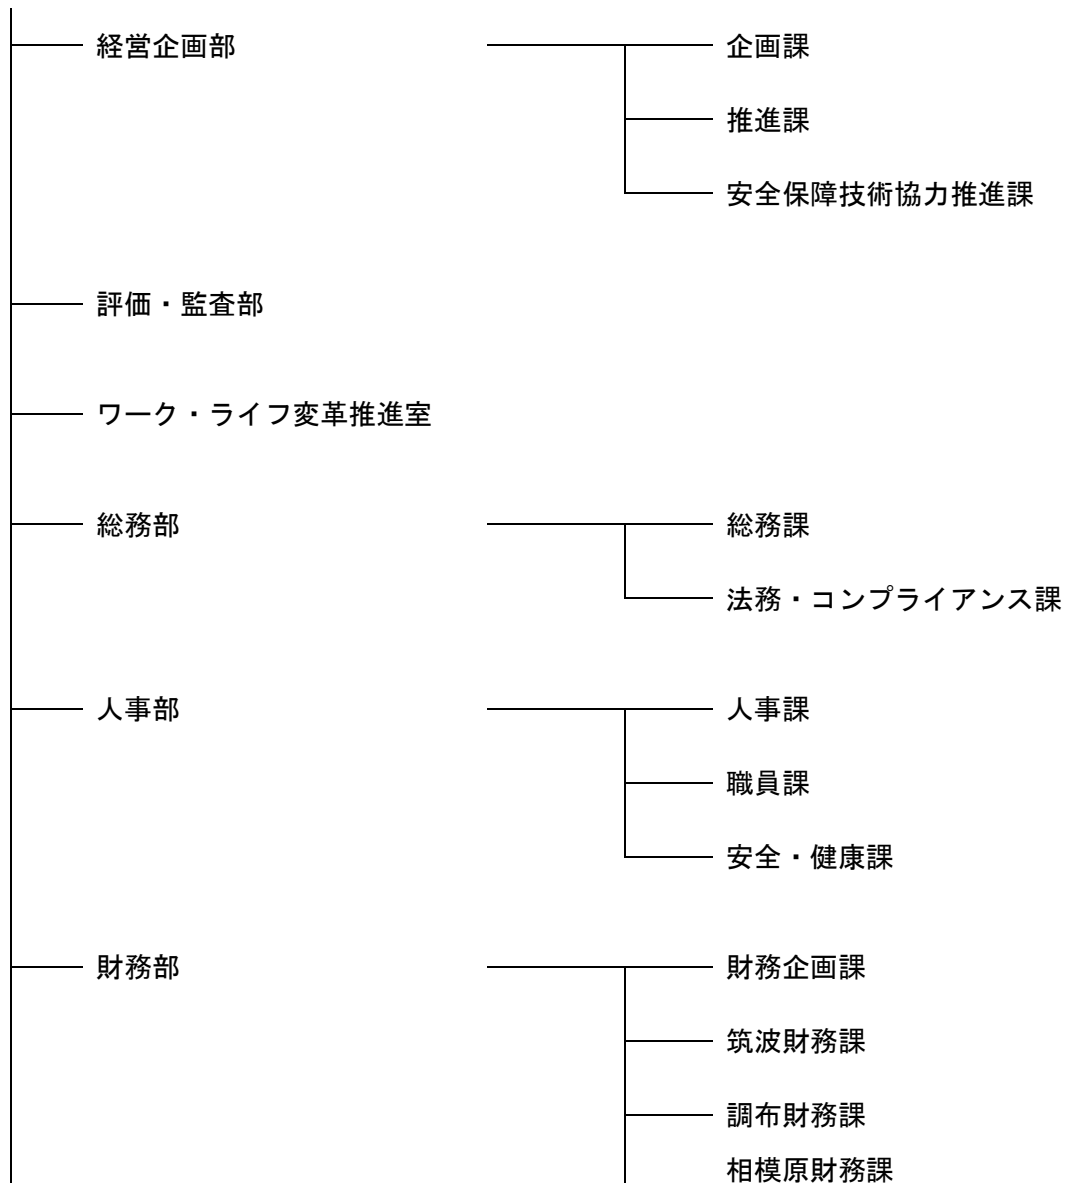 経営企画部
企画課
推進課
安全保障技術協力推進課
評価・監査部
ワーク・ライフ変革推進室
総務部
総務課
法務・コンプライアンス課
人事部
人事課
職員課
安全・健康課
財務部
財務企画課
筑波財務課
調布財務課
相模原財務課